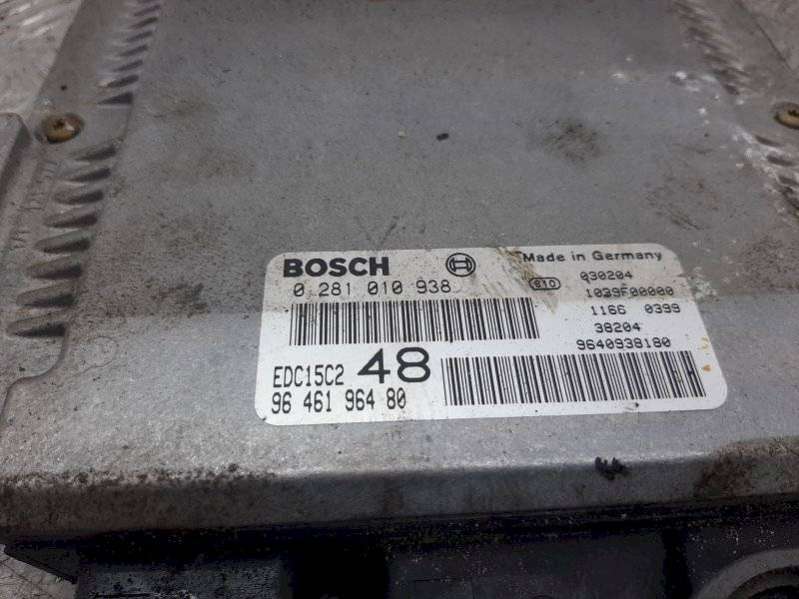 BOSCH Made in Germany
0 281 010 938 610 030204
1039F00000
1166 0399
38204
EDC15C2 48 9640938180
96 461 964 80